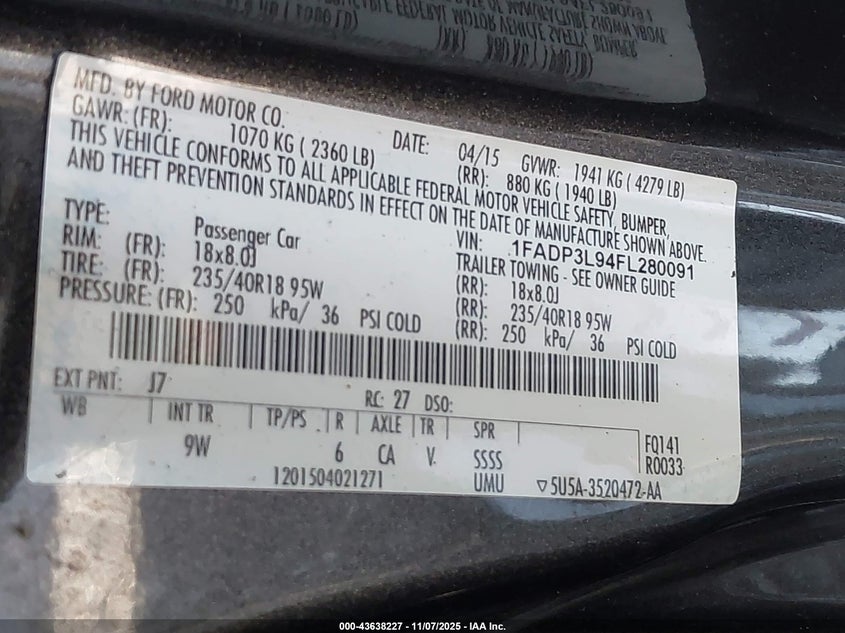 MFD. BY FORD MOTOR CO. DATE: 04/15 GVWR: 1941 KG ( 4279 LB)
GAWR: (FR): 1070 KG ( 2360 LB) (RR): 880 KG ( 1940 LB)
THIS VEHICLE CONFORMS TO ALL APPLICABLE FEDERAL MOTOR VEHICLE SAFETY, BUMPER,
AND THEFT PREVENTION STANDARDS IN EFFECT ON THE DATE OF MANUFACTURE SHOWN ABOVE.
VIN: 1FADP3L94FL280091
TYPE: Passenger Car TRAILER TOWING - SEE OWNER GUIDE
RIM: (FR): 18x8.0J (RR): 18x8.0J
TIRE: (FR): 235/40R18 95W (RR): 235/40R18 95W
PRESSURE: (FR): 250 kPa/ 36 PSI COLD (RR): 250 kPa/ 36 PSI COLD
EXT PNT: J7 RC: 27 DSO:
WB INT TR TP/PS R AXLE TR SPR FQ141
9W 6 CA V. SSSS R0033
1201504021271 UMU ▽5U5A-3520472-AA
000-43638227 - 11/07/2025 - IAA Inc.